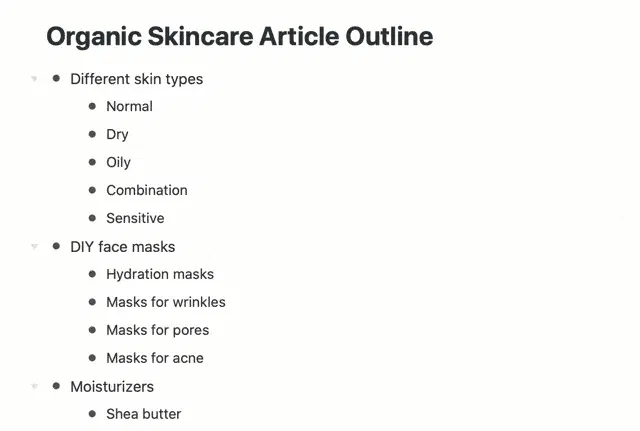 Organic Skincare Article Outline
Different skin types
Normal
Dry
Oily
Combination
Sensitive
DIY face masks
Hydration masks
Masks for wrinkles
Masks for pores
Masks for acne
Moisturizers
Shea butter